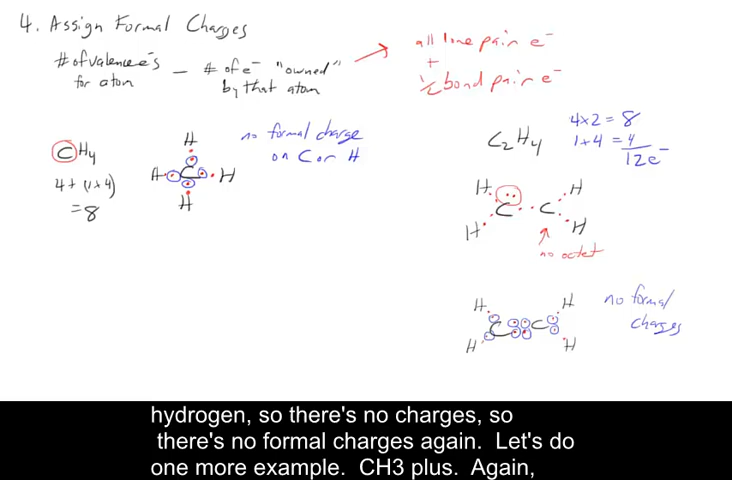 4. Assign Formal Charges
# of valence e⁻s
for atom
– # of e⁻ "owned"
by that atom
all lone pair e⁻
+
½ bond pair e⁻
CH₄
4 + (1 x 4)
= 8
H
H C H
H
no formal charge
on C or H
C₂H₄
4 x 2 = 8
1 x 4 = 4
12 e⁻
H H
C C
H H
no octet
H H
C C
H H
no formal
charges
hydrogen, so there's no charges, so
there's no formal charges again. Let's do
one more example. CH3 plus. Again,